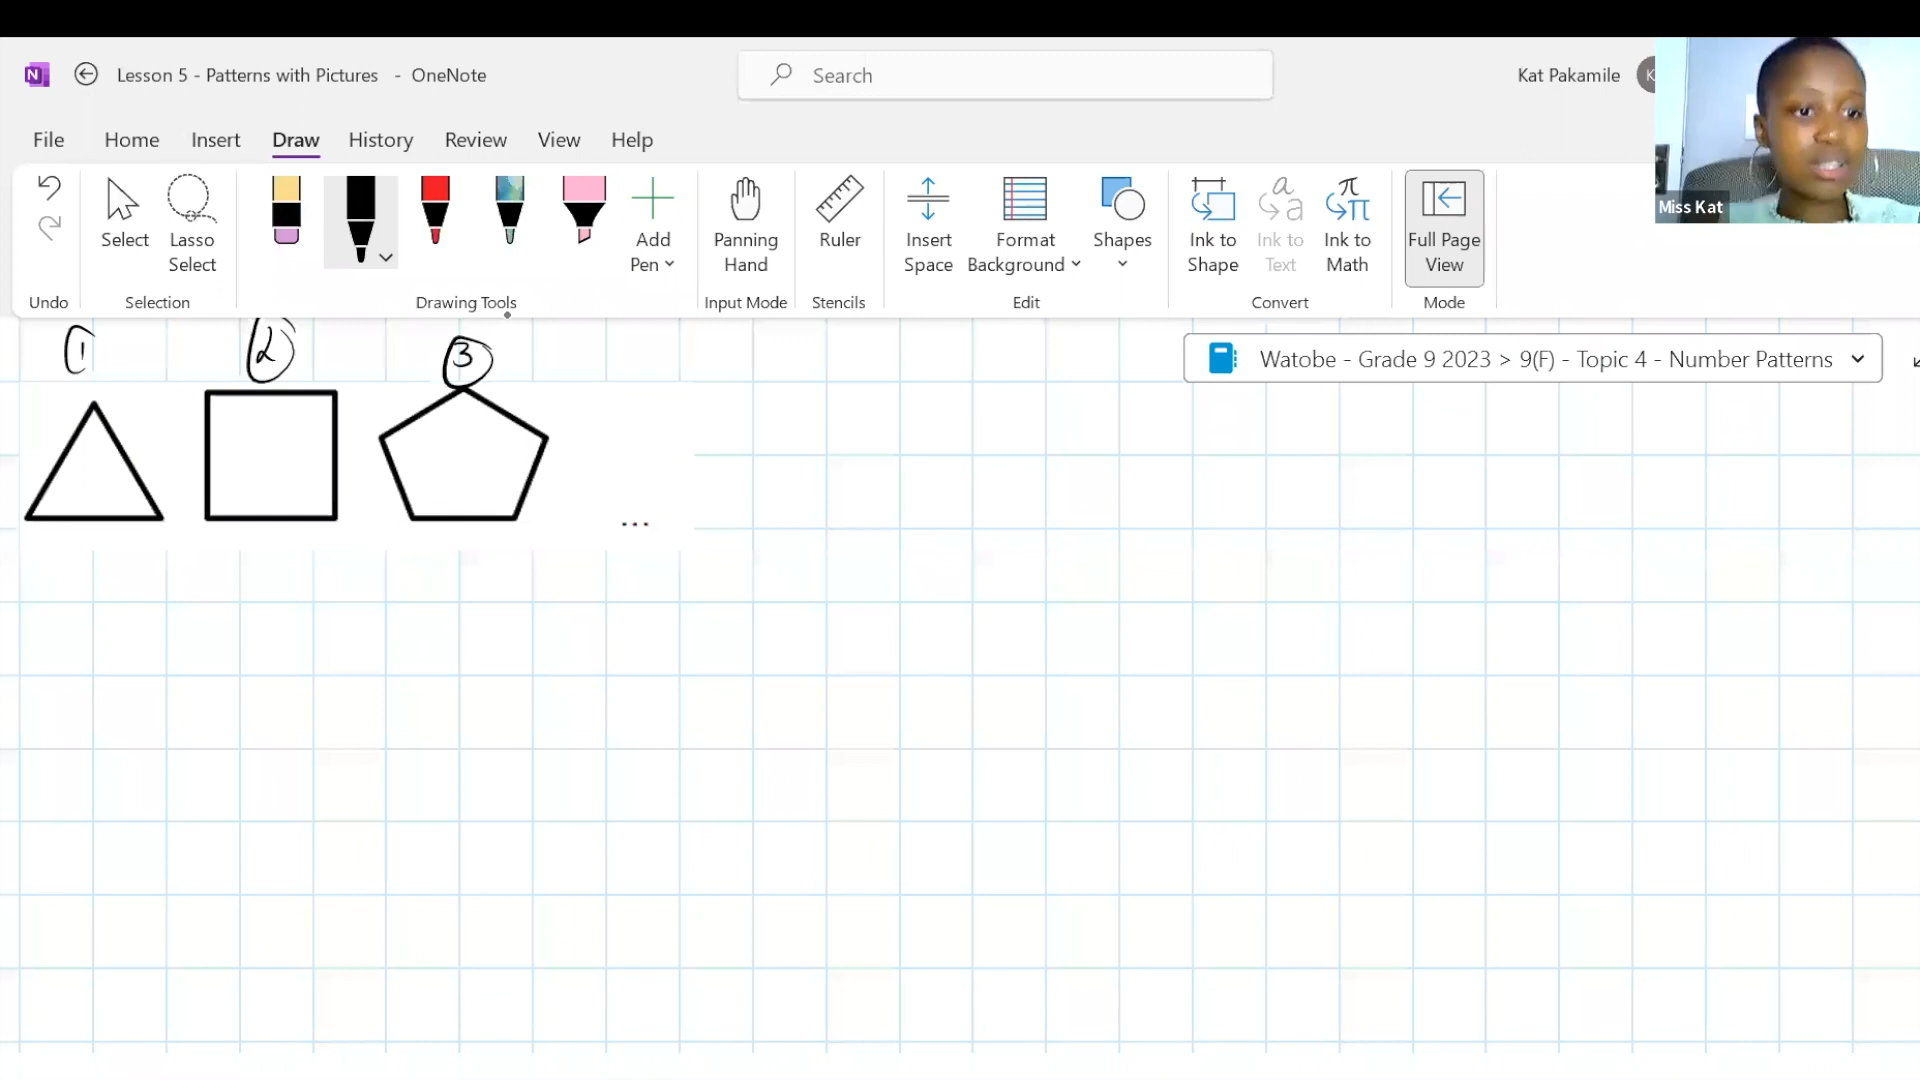 N Lesson 5 - Patterns with Pictures - OneNote Search Kat Pakamile K
File Home Insert Draw History Review View Help
Miss Kat
Undo
Select
Lasso Select
Selection
Drawing Tools
Add Pen
Panning Hand
Input Mode
Ruler
Stencils
Insert Space
Format Background
Shapes
Edit
Ink to Shape
a a
Ink to Text
π π
Ink to Math
Convert
Full Page View
Mode
1 2 3
Watobe - Grade 9 2023 > 9(F) - Topic 4 - Number Patterns
...